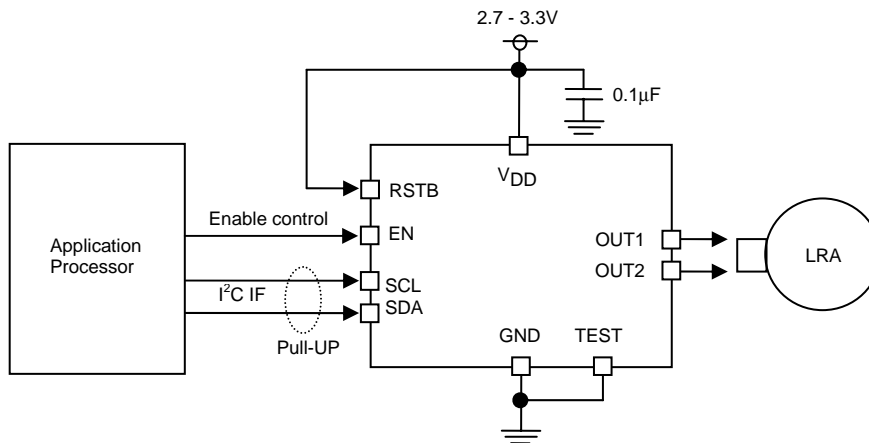 2.7 - 3.3V
0.1μF
VDD
RSTB
Enable control
EN
OUT1
Application
Processor
LRA
SCL
I²C IF
OUT2
SDA
Pull-UP
GND
TEST